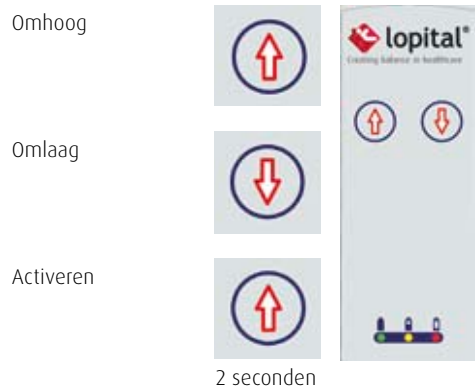 Omhoog
lopital®
Creating balance in healthcare
Omlaag
Activeren
2 seconden